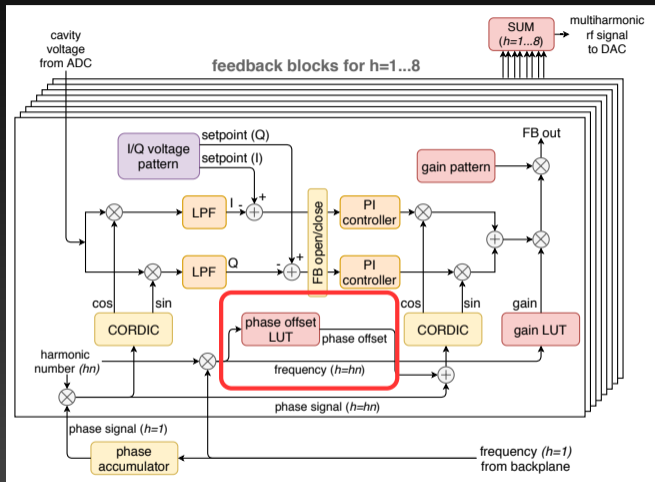 cavity
voltage
from ADC
feedback blocks for h=1...8
SUM
(h=1...8)
multiharmonic
rf signal
to DAC
I/Q voltage
pattern
setpoint (Q)
setpoint (I)
FB out
gain pattern
LPF
I
-
+
FB open/close
PI
controller
LPF
Q
-
+
PI
controller
cos
sin
CORDIC
phase offset
LUT
phase offset
cos
sin
CORDIC
gain
gain LUT
harmonic
number (hn)
frequency (h=hn)
phase signal (h=hn)
phase signal (h=1)
phase
accumulator
frequency (h=1)
from backplane